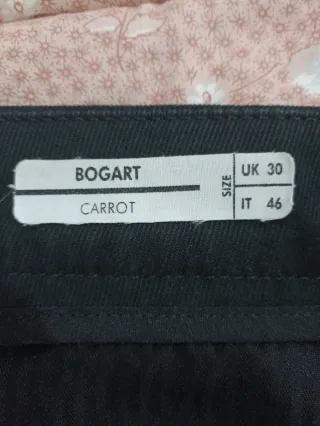 BOGART
CARROT
SIZE
UK 30
IT 46